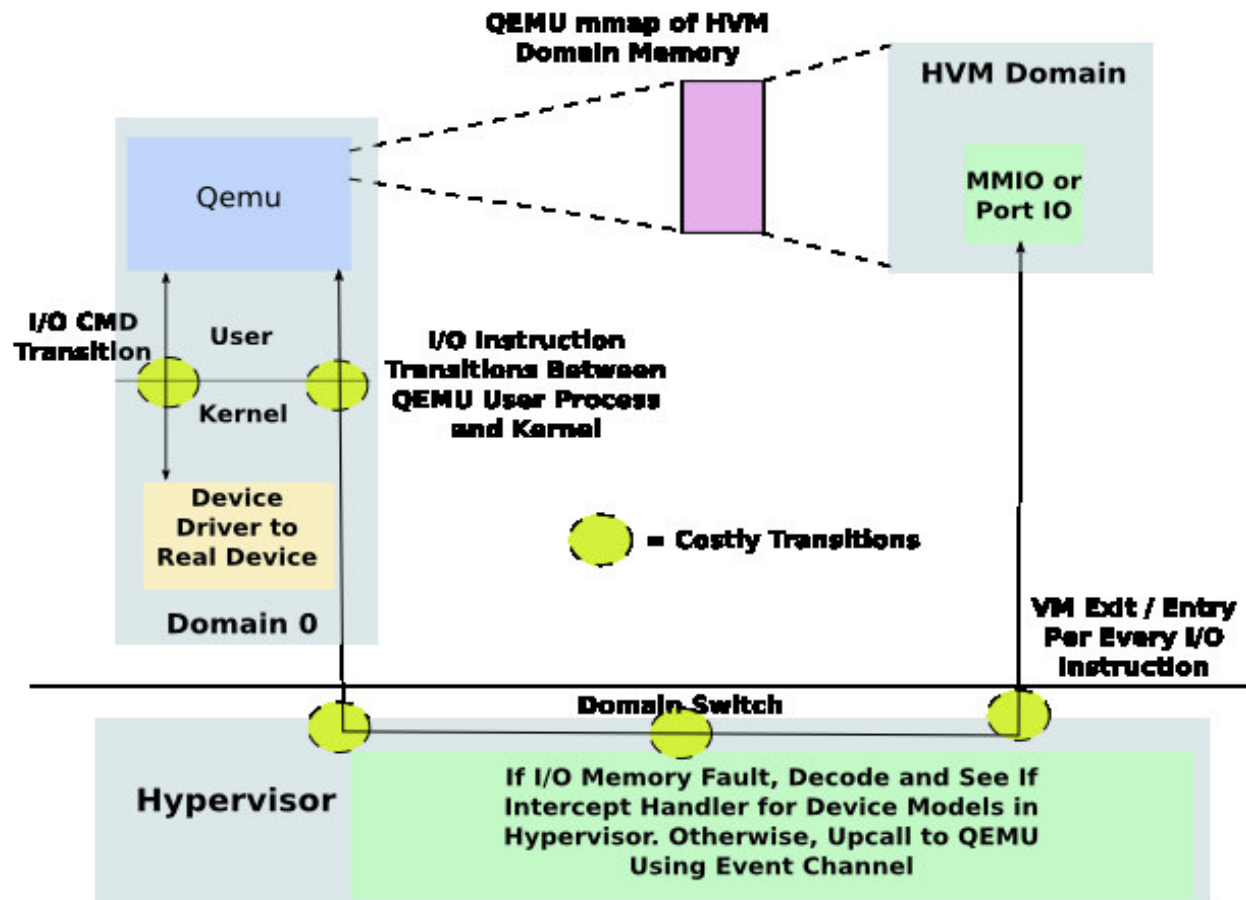 QEMU mmap of HVM
Domain Memory
HVM Domain
Qemu
MMIO or
Port IO
I/O CMD
Transition
User
Kernel
I/O Instruction
Transitions Between
QEMU User Process
and Kernel
Device
Driver to
Real Device
= Costly Transitions
Domain 0
VM Exit / Entry
Per Every I/O
Instruction
Domain Switch
Hypervisor
If I/O Memory Fault, Decode and See If
Intercept Handler for Device Models in
Hypervisor. Otherwise, Upcall to QEMU
Using Event Channel